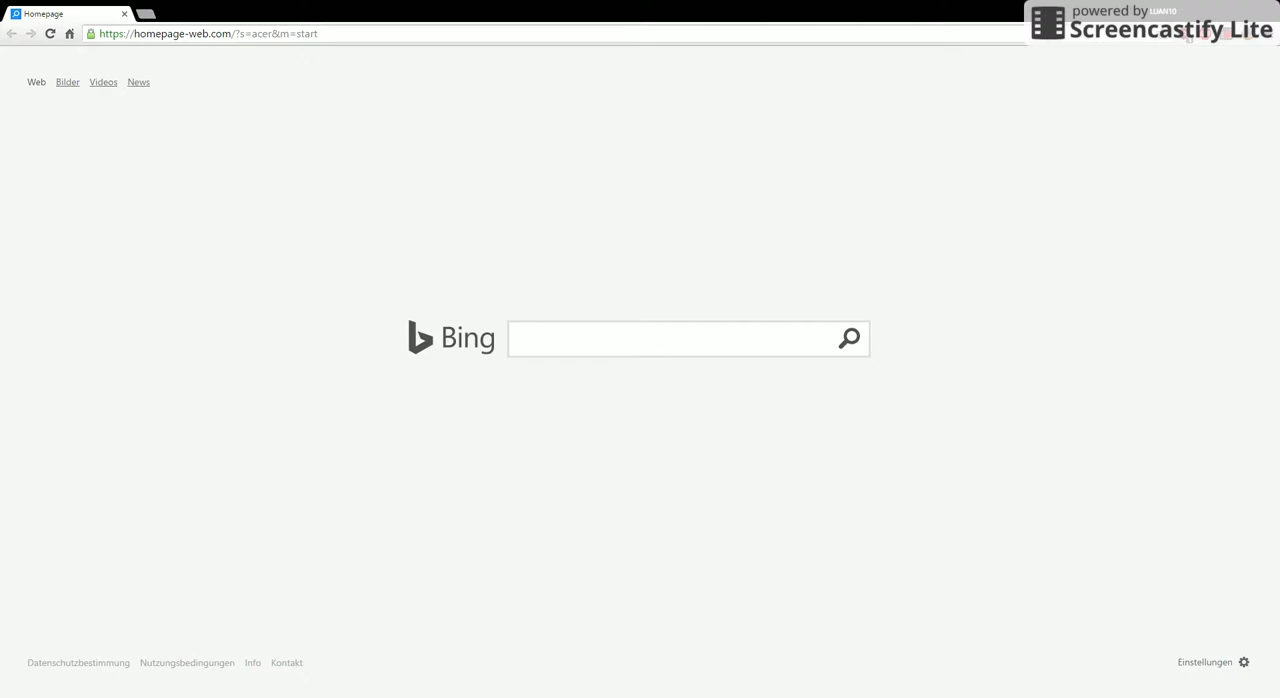 Homepage
LUAN10
powered by
Screencastify Lite
https://homepage-web.com/?s=acer&m=start
Web Bilder Videos News
Bing
Datenschutzbestimmung Nutzungsbedingungen Info Kontakt
Einstellungen